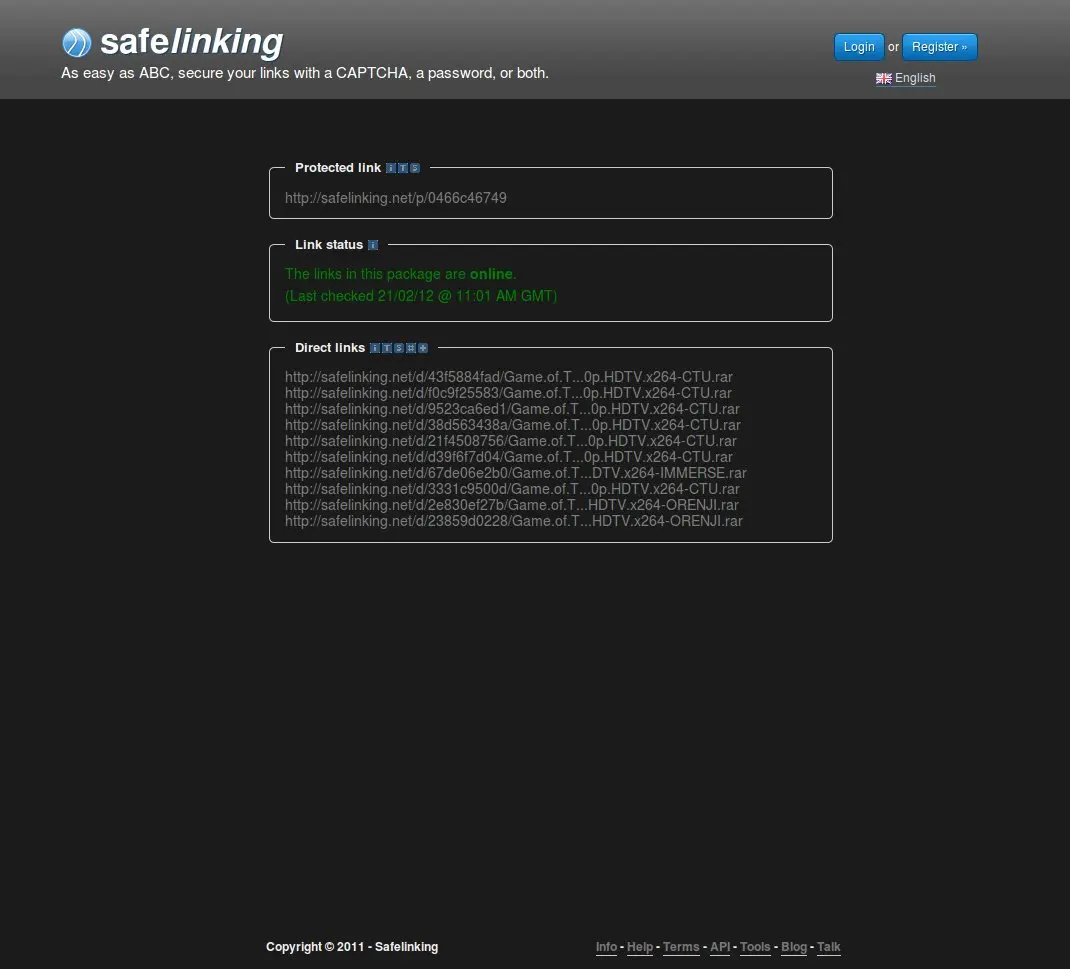 safelinking
As easy as ABC, secure your links with a CAPTCHA, a password, or both.
Login or Register »
English
Protected link i T S
http://safelinking.net/p/0466c46749
Link status i
The links in this package are online.
(Last checked 21/02/12 @ 11:01 AM GMT)
Direct links i T S # +
http://safelinking.net/d/43f5884fad/Game.of.T...0p.HDTV.x264-CTU.rar
http://safelinking.net/d/f0c9f25583/Game.of.T...0p.HDTV.x264-CTU.rar
http://safelinking.net/d/9523ca6ed1/Game.of.T...0p.HDTV.x264-CTU.rar
http://safelinking.net/d/38d563438a/Game.of.T...0p.HDTV.x264-CTU.rar
http://safelinking.net/d/21f4508756/Game.of.T...0p.HDTV.x264-CTU.rar
http://safelinking.net/d/d39f6f7d04/Game.of.T...0p.HDTV.x264-CTU.rar
http://safelinking.net/d/67de06e2b0/Game.of.T...DTV.x264-IMMERSE.rar
http://safelinking.net/d/3331c9500d/Game.of.T...0p.HDTV.x264-CTU.rar
http://safelinking.net/d/2e830ef27b/Game.of.T...HDTV.x264-ORENJI.rar
http://safelinking.net/d/23859d0228/Game.of.T...HDTV.x264-ORENJI.rar
Copyright © 2011 - Safelinking
Info - Help - Terms - API - Tools - Blog - Talk